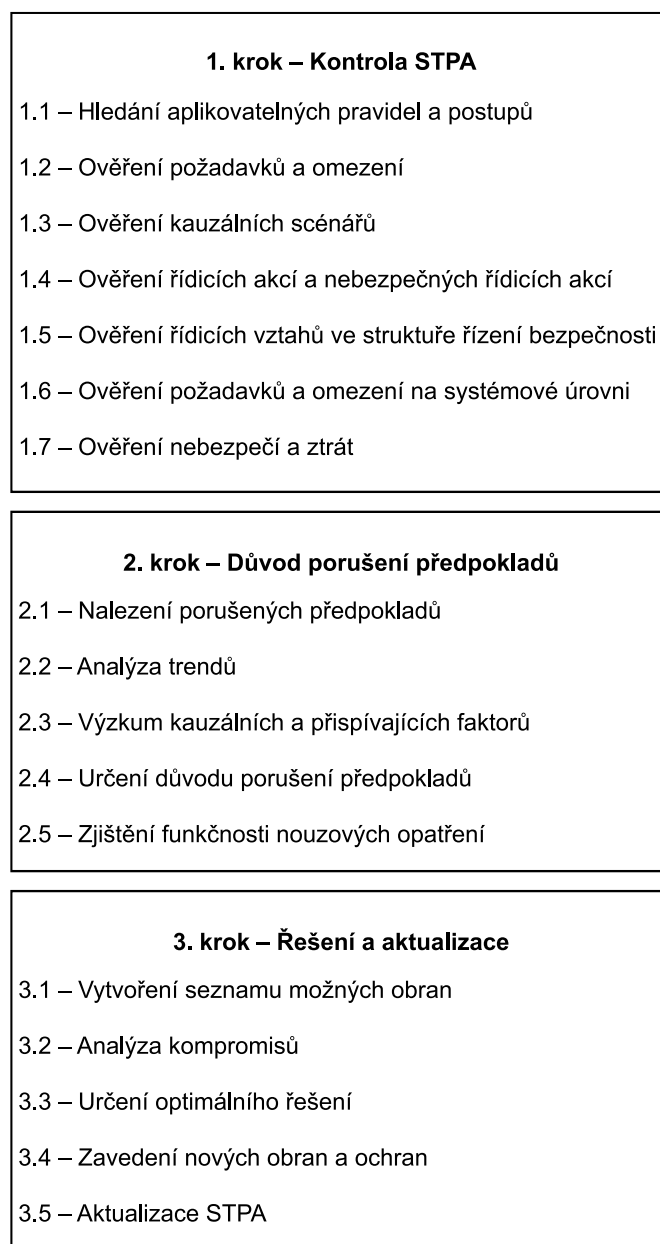 1. krok – Kontrola STPA
1.1 – Hledání aplikovatelných pravidel a postupů
1.2 – Ověření požadavků a omezení
1.3 – Ověření kauzálních scénářů
1.4 – Ověření řídicích akcí a nebezpečných řídicích akcí
1.5 – Ověření řídicích vztahů ve struktuře řízení bezpečnosti
1.6 – Ověření požadavků a omezení na systémové úrovni
1.7 – Ověření nebezpečí a ztrát
2. krok – Důvod porušení předpokladů
2.1 – Nalezení porušených předpokladů
2.2 – Analýza trendů
2.3 – Výzkum kauzálních a přispívajících faktorů
2.4 – Určení důvodu porušení předpokladů
2.5 – Zjištění funkčnosti nouzových opatření
3. krok – Řešení a aktualizace
3.1 – Vytvoření seznamu možných obran
3.2 – Analýza kompromisů
3.3 – Určení optimálního řešení
3.4 – Zavedení nových obran a ochran
3.5 – Aktualizace STPA